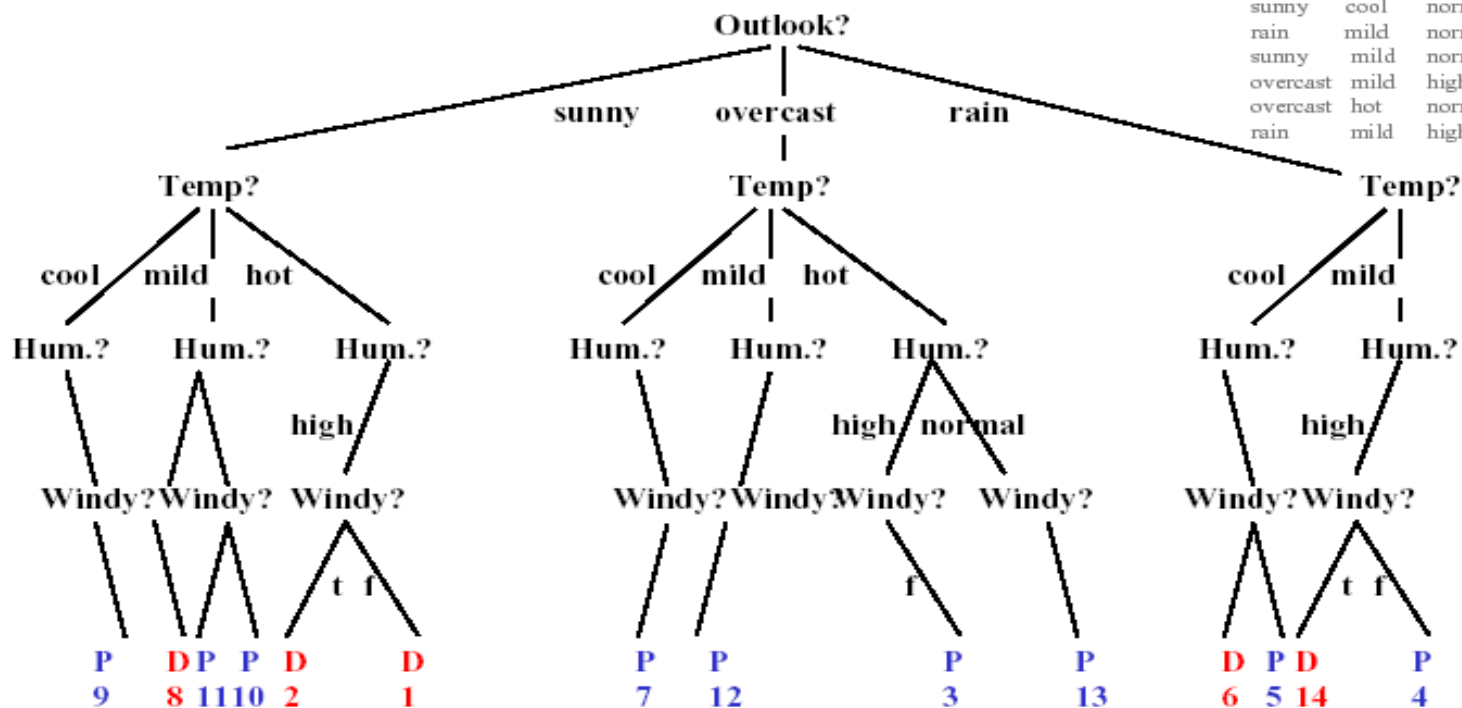 Outlook?
sunny cool
rain mild
sunny mild
overcast mild high
overcast hot
rain mild high
sunny overcast rain
Temp? Temp? Temp?
cool mild hot cool mild hot cool mild
Hum.? Hum.? Hum.? Hum.? Hum.? Hum.? Hum.? Hum.?
high high normal high
Windy? Windy? Windy? Windy? Windy? Windy? Windy? Windy? Windy?
t f f t f
P D P P D D P P P P D P D P
9 8 11 10 2 1 7 12 3 13 6 5 14 4